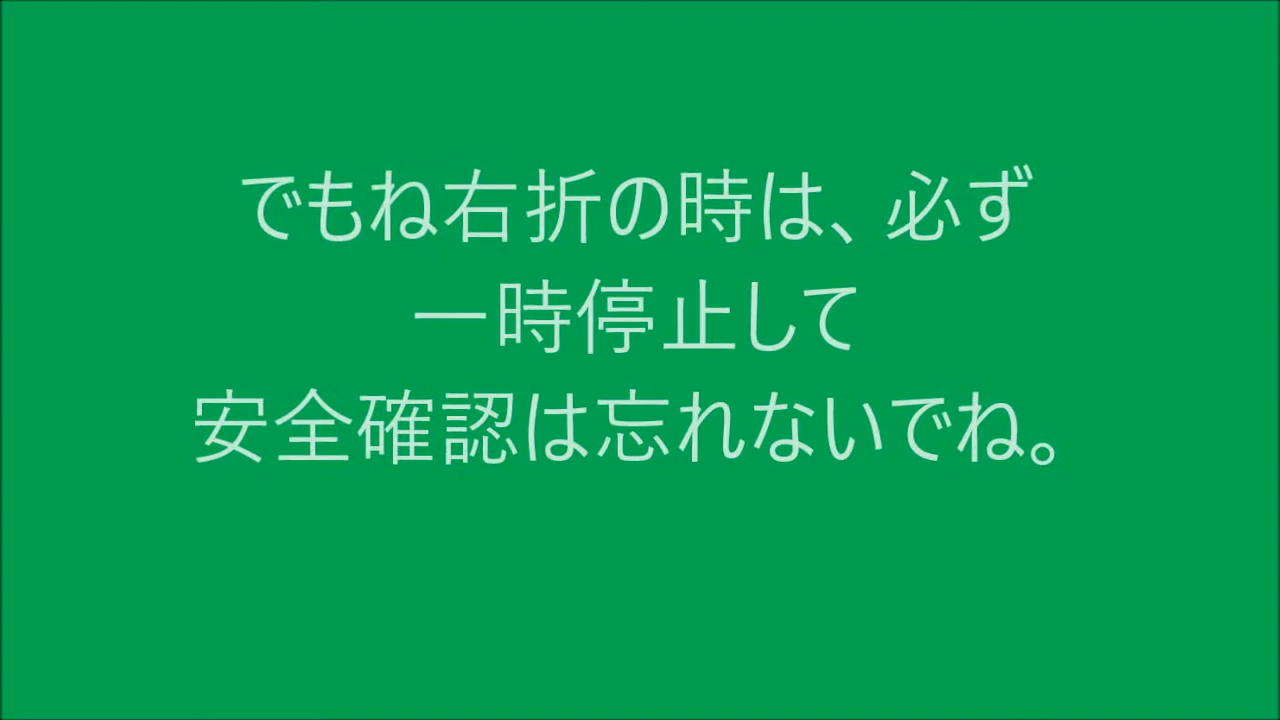 でもね右折の時は、必ず
一時停止して
安全確認は忘れないでね。